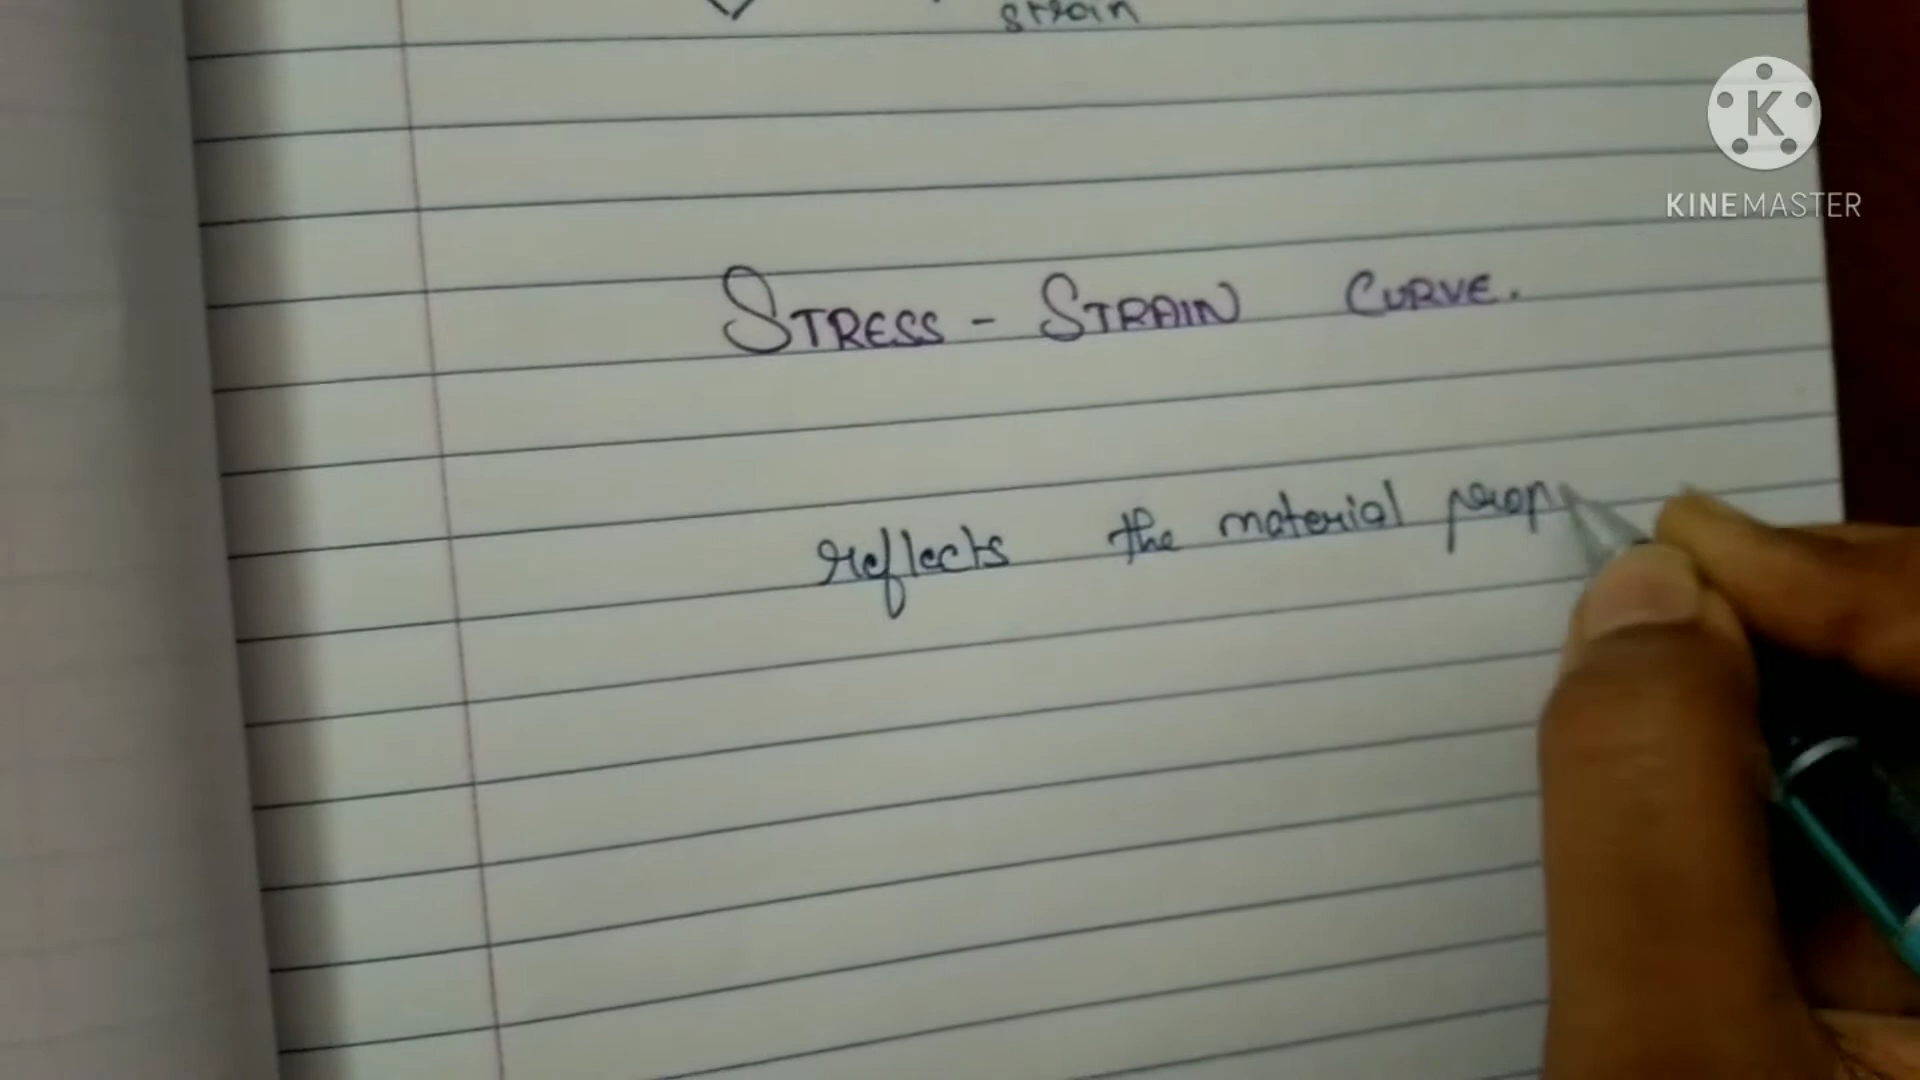 strain
K
KINEMASTER
STRESS - STRAIN CURVE.
reflects the material prop